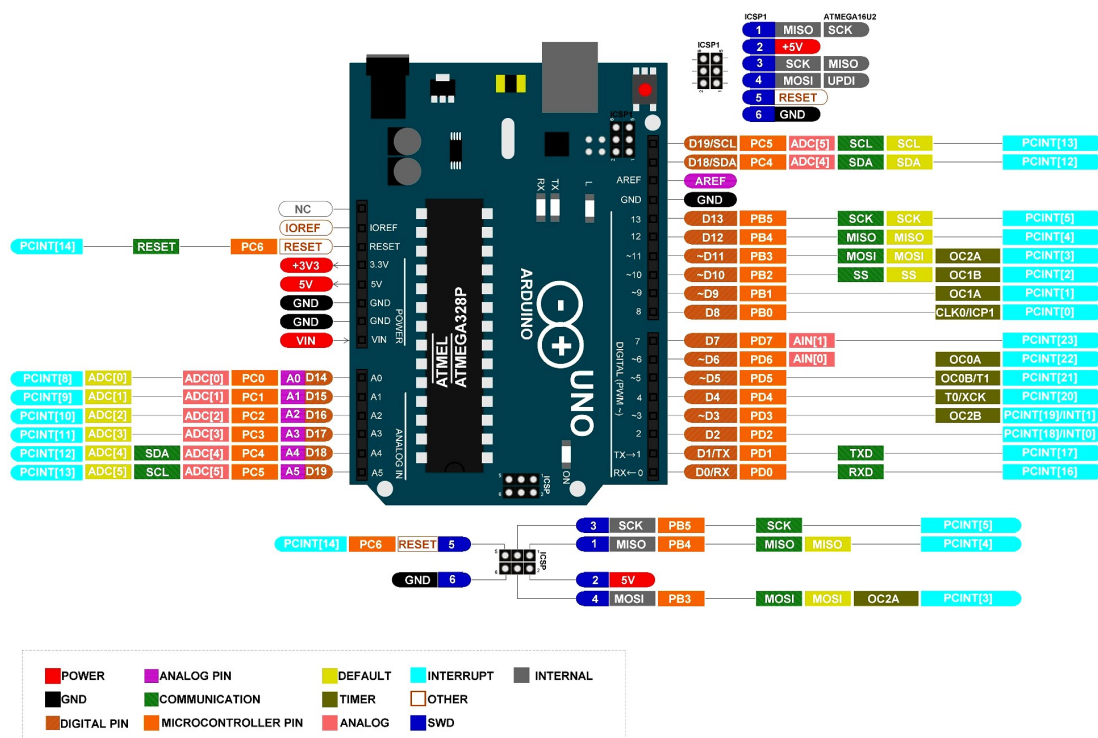 ICSP1 ATMEGA16U2
1 MISO SCK
2 +5V
3 SCK MISO
4 MOSI UPDI
5 RESET
6 GND
ICSP1
6 5
2 1
ICSP1
D19/SCL PC5 ADC[5] SCL SCL PCINT[13]
D18/SDA PC4 ADC[4] SDA SDA PCINT[12]
AREF AREF
GND GND
13 D13 PB5 SCK SCK PCINT[5]
12 D12 PB4 MISO MISO PCINT[4]
~11 ~D11 PB3 MOSI MOSI OC2A PCINT[3]
~10 ~D10 PB2 SS SS OC1B PCINT[2]
~9 ~D9 PB1 OC1A PCINT[1]
8 D8 PB0 CLK0/ICP1 PCINT[0]
7 D7 PD7 AIN[1] PCINT[23]
~6 ~D6 PD6 AIN[0] OC0A PCINT[22]
~5 ~D5 PD5 OC0B/T1 PCINT[21]
4 D4 PD4 T0/XCK PCINT[20]
~3 ~D3 PD3 OC2B PCINT[19]/INT[1]
2 D2 PD2 PCINT[18]/INT[0]
TX→1 D1/TX PD1 TXD PCINT[17]
RX←0 D0/RX PD0 RXD PCINT[16]
NC
IOREF IOREF
PCINT[14] RESET PC6 RESET RESET
+3V3 3.3V
5V 5V
GND GND
GND GND
VIN VIN
POWER
PCINT[8] ADC[0] ADC[0] PC0 A0 D14 A0
PCINT[9] ADC[1] ADC[1] PC1 A1 D15 A1
PCINT[10] ADC[2] ADC[2] PC2 A2 D16 A2
PCINT[11] ADC[3] ADC[3] PC3 A3 D17 A3
PCINT[12] ADC[4] SDA ADC[4] PC4 A4 D18 A4
PCINT[13] ADC[5] SCL ADC[5] PC5 A5 D19 A5
ANALOG IN
RX
TX
L
ATMEL
ATMEGA328P
ARDUINO
UNO
DIGITAL (PWM ~)
ON
ICSP
PCINT[14] PC6 RESET 5
GND 6
ICSP
3 SCK PB5 SCK PCINT[5]
1 MISO PB4 MISO MISO PCINT[4]
2 5V
4 MOSI PB3 MOSI MOSI OC2A PCINT[3]
POWER ANALOG PIN DEFAULT INTERRUPT INTERNAL
GND COMMUNICATION TIMER OTHER
DIGITAL PIN MICROCONTROLLER PIN ANALOG SWD